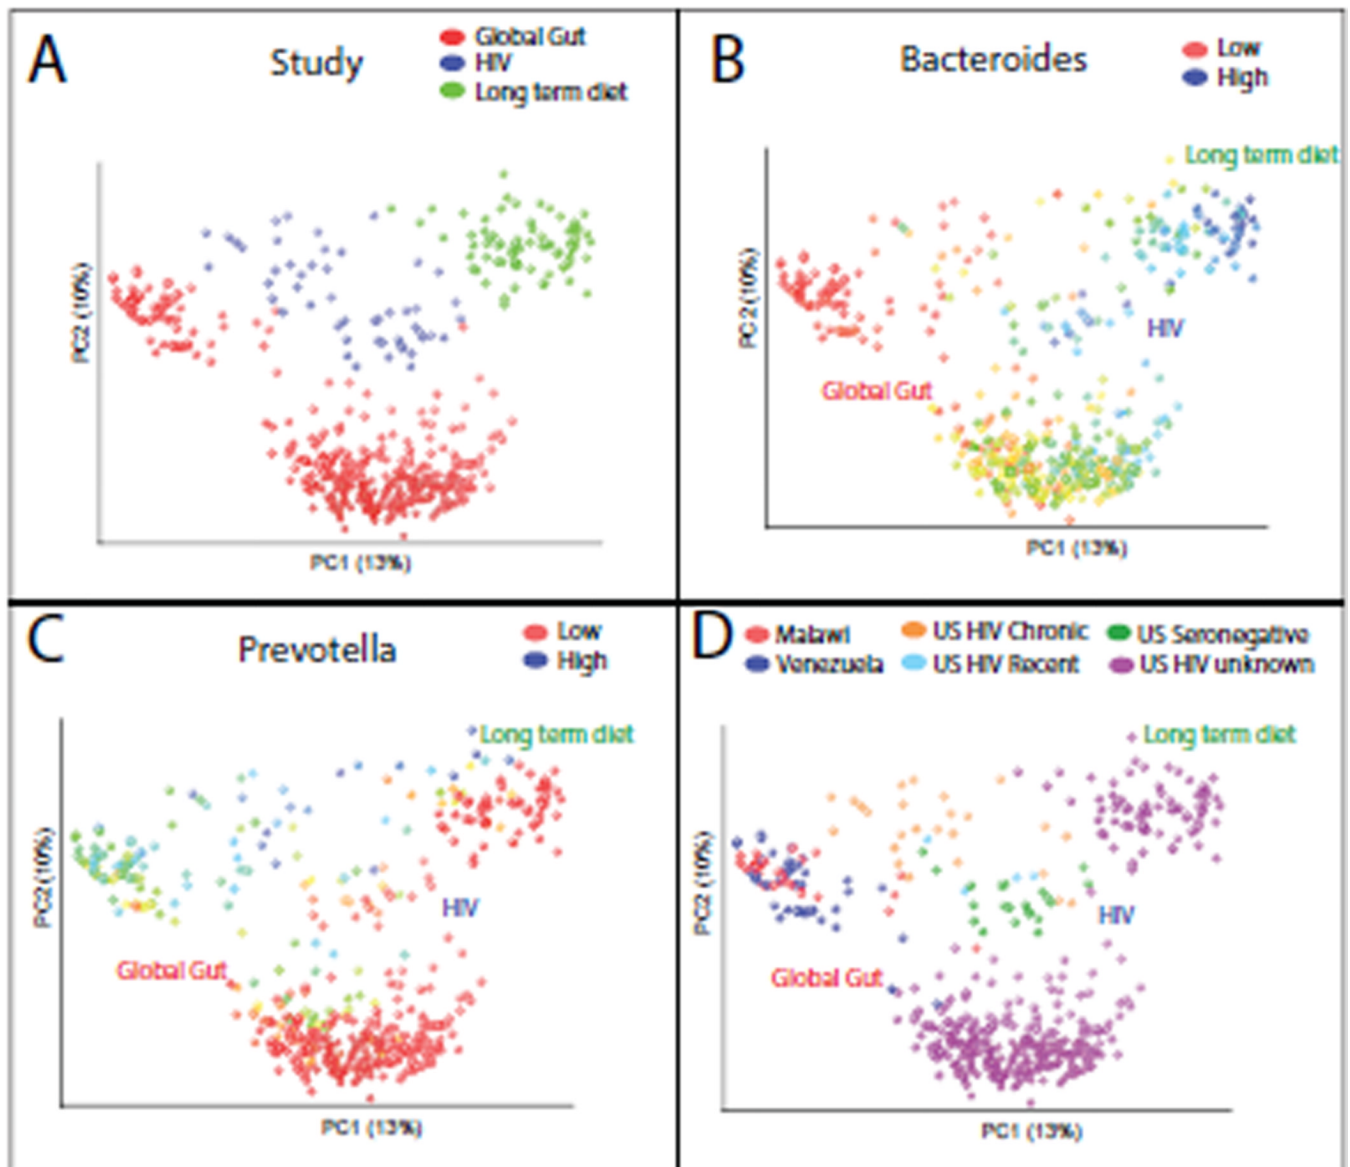 A
Study
Global Gut
HIV
Long term diet
PC2 (10%)
PC1 (13%)
B
Bacteroides
Low
High
Long term diet
HIV
Global Gut
PC2 (10%)
PC1 (13%)
C
Prevotella
Low
High
Long term diet
HIV
Global Gut
PC2 (10%)
PC1 (13%)
D
Malawi
US HIV Chronic
US Seronegative
Venezuela
US HIV Recent
US HIV unknown
Long term diet
HIV
Global Gut
PC2 (10%)
PC1 (13%)